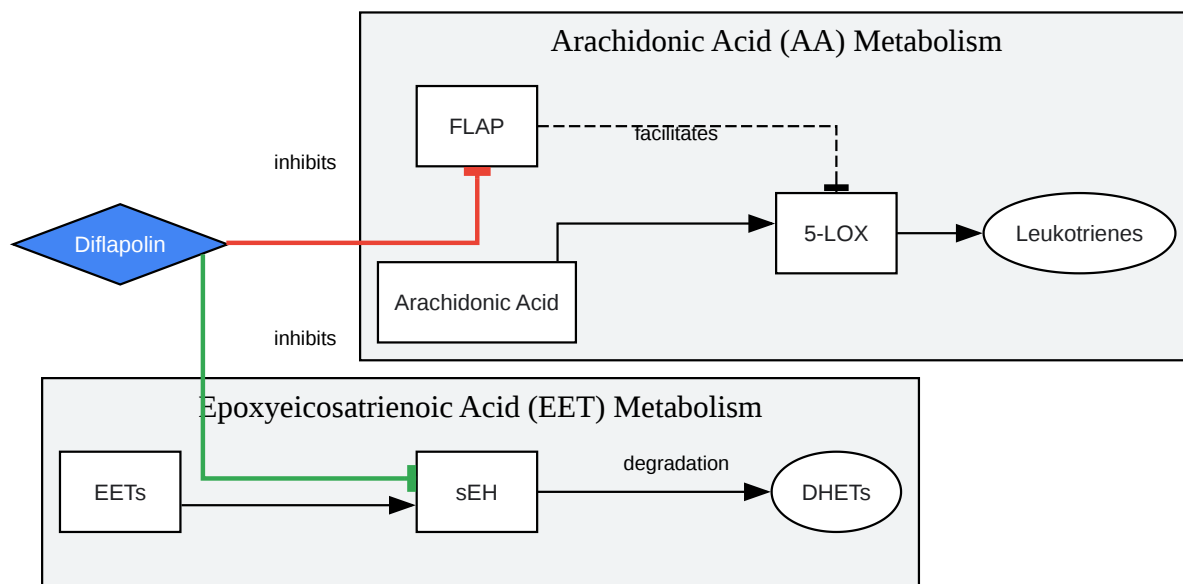 Arachidonic Acid (AA) Metabolism
FLAP
facilitates
inhibits
Diflapolin
5-LOX
Leukotrienes
Arachidonic Acid
inhibits
Epoxyeicosatrienoic Acid (EET) Metabolism
degradation
EETs
sEH
DHETs